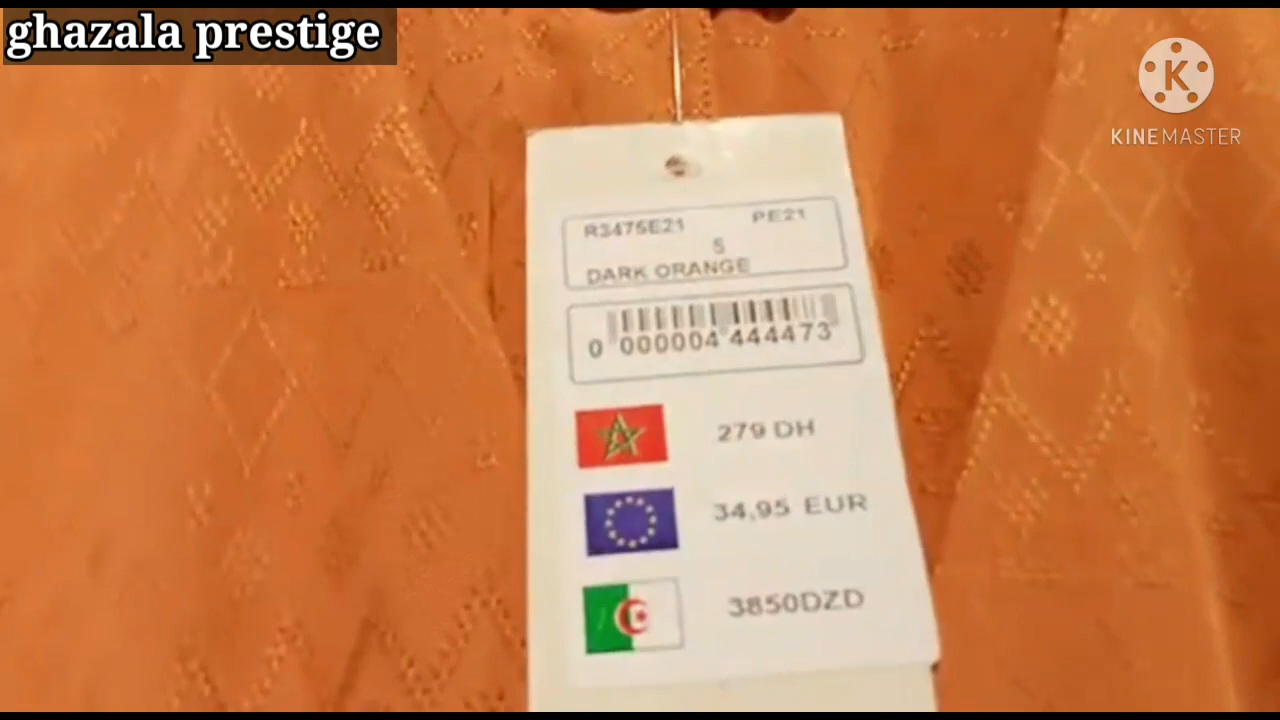 ghazala prestige
K
KINEMASTER
R3475E21 PE21
5
DARK ORANGE
0 000004 444473
279 DH
34,95 EUR
3850DZD